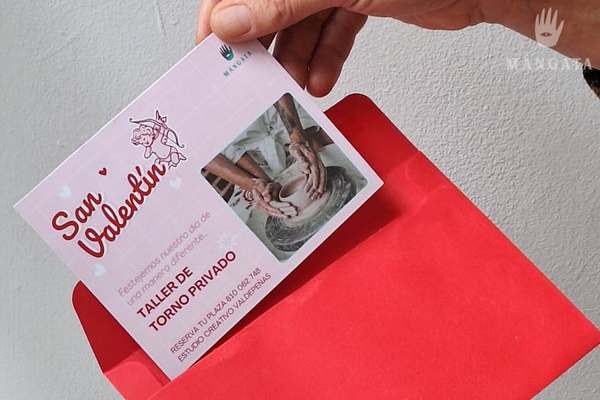 MANGATA
MANGATA
San
Valentín
Festejemos nuestro día de
una manera diferente...
TALLER DE
TORNO PRIVADO
RESERVA TU PLAZA 610 062 748
ESTUDIO CREATIVO VALDEPEÑAS